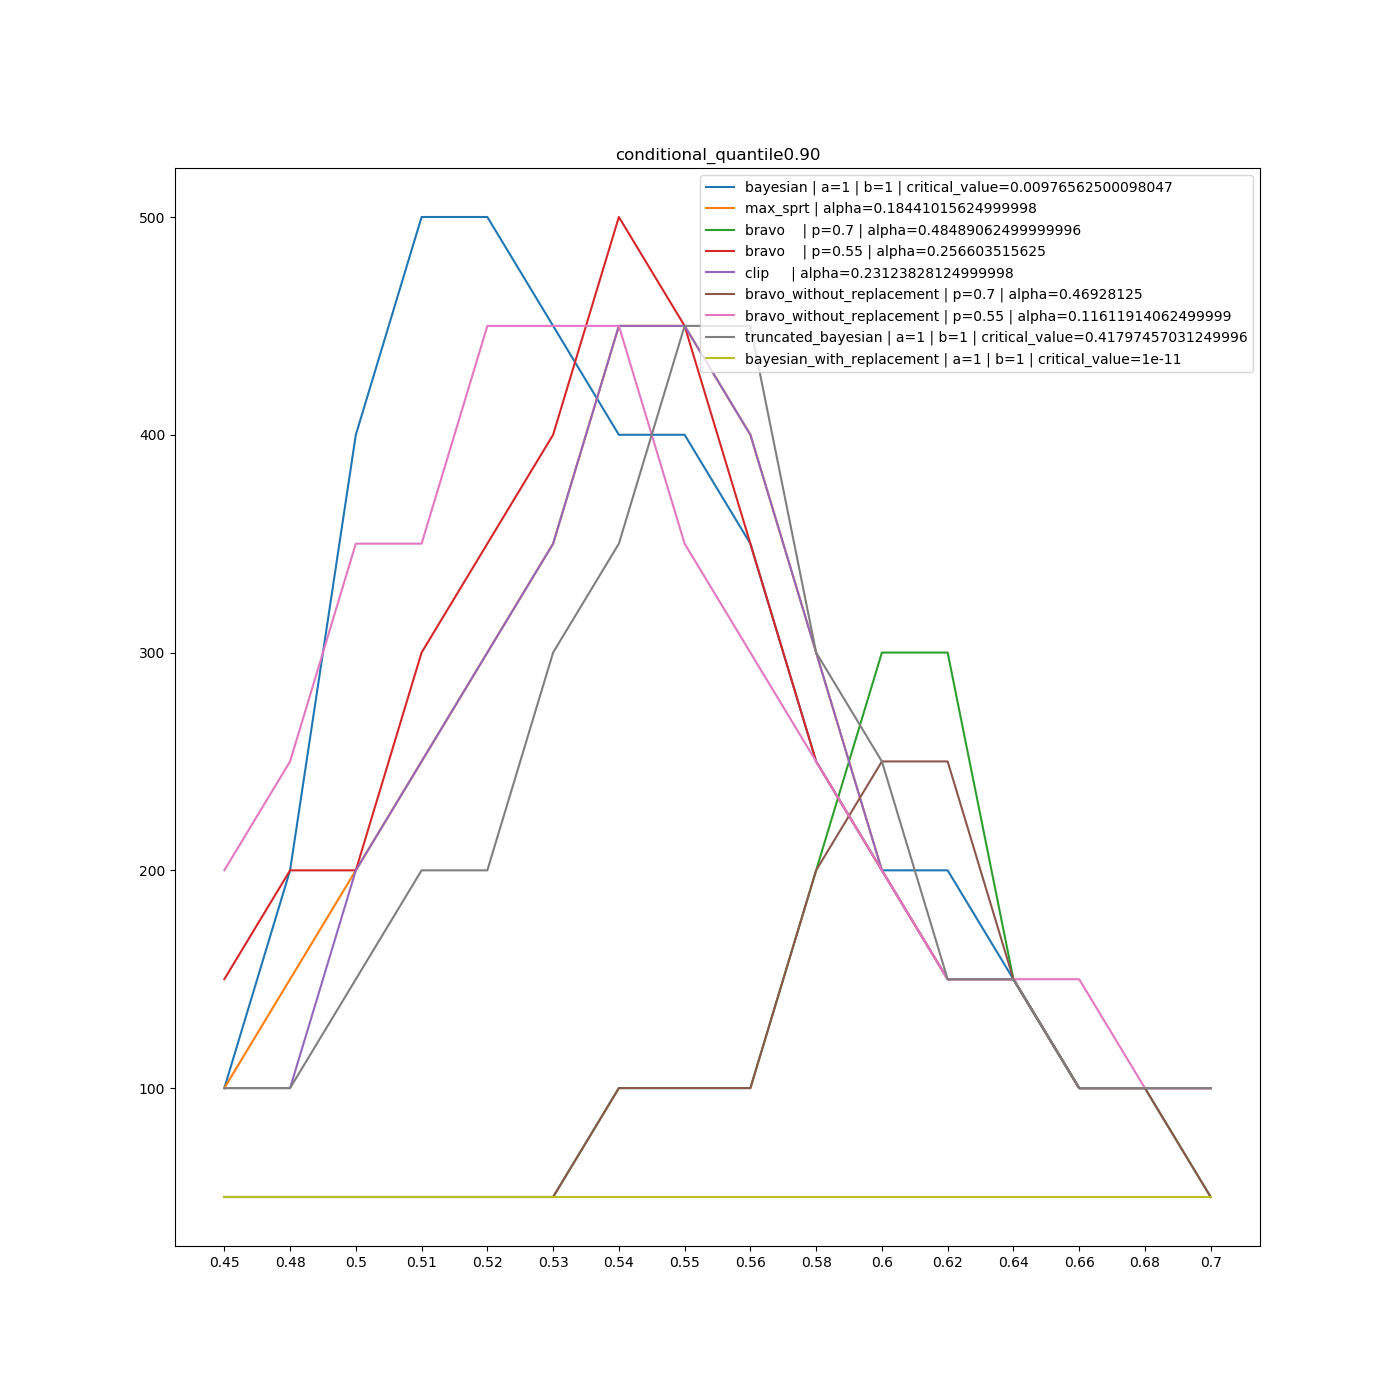 conditional_quantile0.90
bayesian | a=1 | b=1 | critical_value=0.00976562500098047
max_sprt | alpha=0.18441015624999998
bravo    | p=0.7 | alpha=0.48489062499999996
bravo    | p=0.55 | alpha=0.256603515625
clip     | alpha=0.23123828124999998
bravo_without_replacement | p=0.7 | alpha=0.46928125
bravo_without_replacement | p=0.55 | alpha=0.11611914062499999
truncated_bayesian | a=1 | b=1 | critical_value=0.41797457031249996
bayesian_with_replacement | a=1 | b=1 | critical_value=1e-11
500
400
300
200
100
0.45 0.48 0.5 0.51 0.52 0.53 0.54 0.55 0.56 0.58 0.6 0.62 0.64 0.66 0.68 0.7